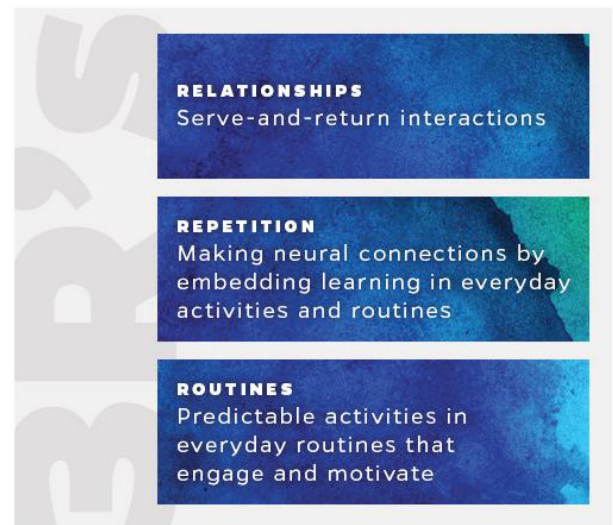 3R's
RELATIONSHIPS
Serve-and-return interactions
REPETITION
Making neural connections by
embedding learning in everyday
activities and routines
ROUTINES
Predictable activities in
everyday routines that
engage and motivate